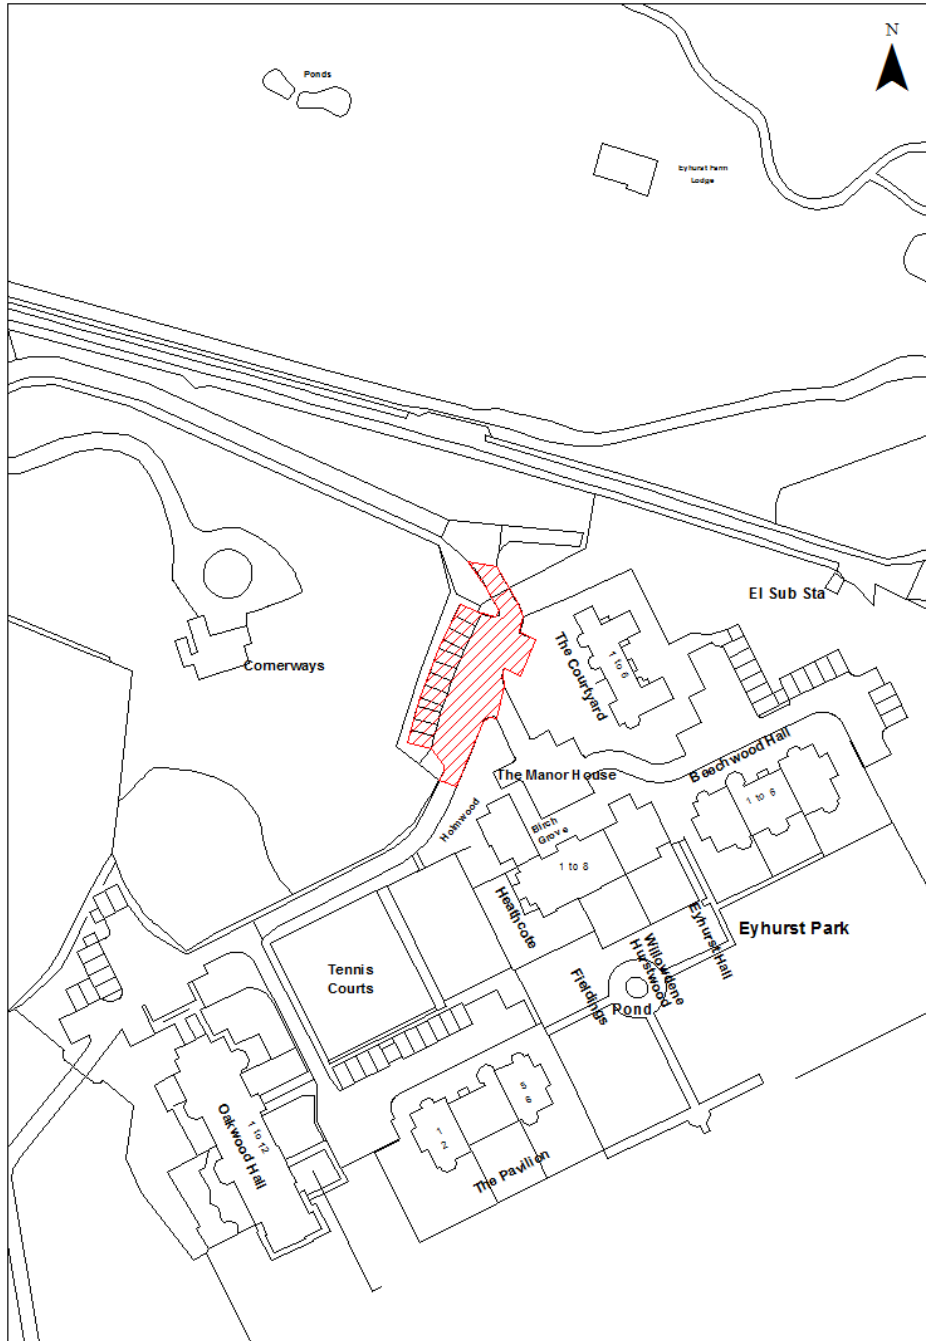 N
Ponds
Eyhurst Farm
Lodge
El Sub Sta
The Courtyard
1 to 6
Cornerways
Beechwood Hall
1 to 6
The Manor House
Holmwood
Birch
Grove
1 to 8
Heathcote
Eyhurst Hall
Eyhurst Park
Willowdene
Hurstwood
Fieldings
Pond
Tennis
Courts
Oakwood Hall
1 to 12
1
2
5
6
The Pavilion